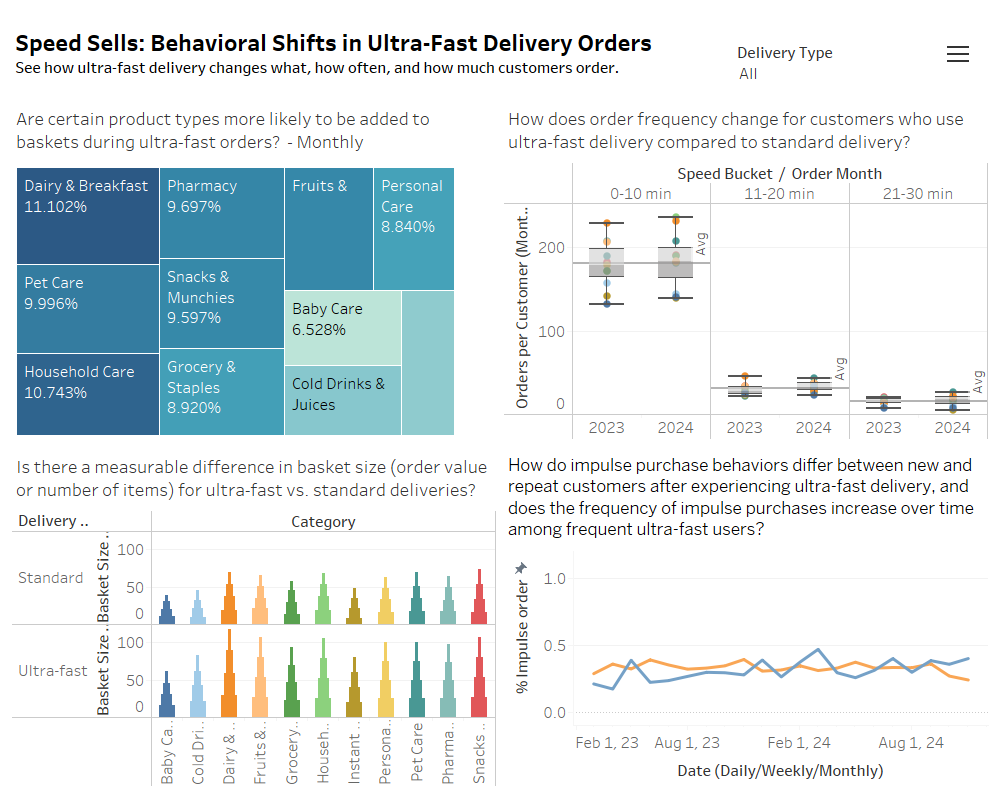 Speed Sells: Behavioral Shifts in Ultra-Fast Delivery Orders
See how ultra-fast delivery changes what, how often, and how much customers order.
Delivery Type
All
Are certain product types more likely to be added to
baskets during ultra-fast orders? - Monthly
Dairy & Breakfast
11.102%
Pet Care
9.996%
Household Care
10.743%
Pharmacy
9.697%
Snacks &
Munchies
9.597%
Grocery &
Staples
8.920%
Fruits &
Personal
Care
8.840%
Baby Care
6.528%
Cold Drinks &
Juices
How does order frequency change for customers who use
ultra-fast delivery compared to standard delivery?
Speed Bucket / Order Month
0-10 min
11-20 min
21-30 min
Orders per Customer (Mont..
200
100
0
Avg
Avg
Avg
2023
2024
2023
2024
2023
2024
Is there a measurable difference in basket size (order value
or number of items) for ultra-fast vs. standard deliveries?
Delivery ..
Category
Standard
Basket Size ..
100
50
0
Ultra-fast
Basket Size ..
100
50
0
Baby Ca..
Cold Dri..
Dairy &..
Fruits &..
Grocery..
Househ..
Instant ..
Persona..
Pet Care
Pharma..
Snacks ..
How do impulse purchase behaviors differ between new and
repeat customers after experiencing ultra-fast delivery, and
does the frequency of impulse purchases increase over time
among frequent ultra-fast users?
% Impulse order
1.0
0.5
0.0
Feb 1, 23
Aug 1, 23
Feb 1, 24
Aug 1, 24
Date (Daily/Weekly/Monthly)